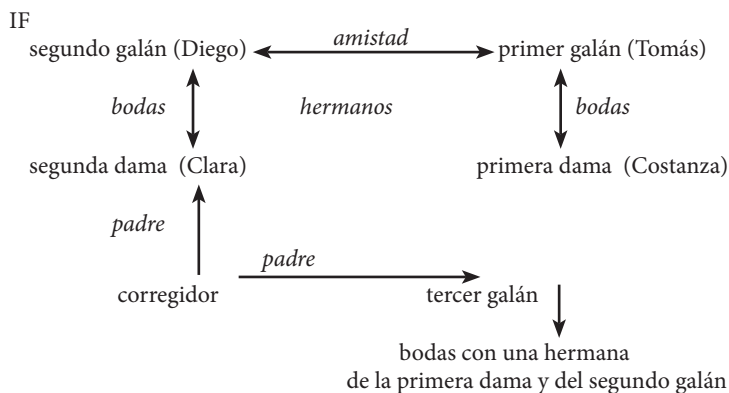 IF
segundo galán (Diego) amistad primer galán (Tomás)
bodas hermanos bodas
segunda dama (Clara) primera dama (Costanza)
padre
padre
corregidor tercer galán
bodas con una hermana
de la primera dama y del segundo galán